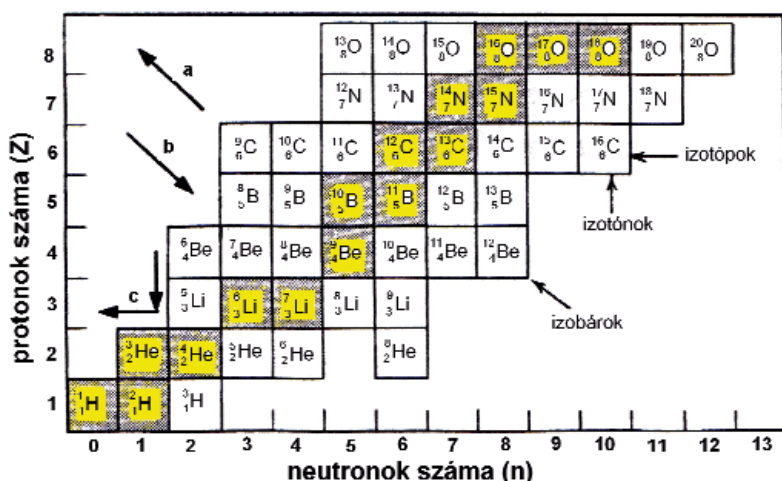 protonok száma (Z)
8 ¹³₈O ¹⁴₈O ¹⁵₈O ¹⁶₈O ¹⁷₈O ¹⁸₈O ¹⁹₈O ²⁰₈O
a
7 ¹²₇N ¹³₇N ¹⁴₇N ¹⁵₇N ¹⁶₇N ¹⁷₇N ¹⁸₇N
b
6 ⁹₆C ¹⁰₆C ¹¹₆C ¹²₆C ¹³₆C ¹⁴₆C ¹⁵₆C ¹⁶₆C izotópok
5 ⁸₅B ⁹₅B ¹⁰₅B ¹¹₅B ¹²₅B ¹³₅B izotónok
4 ⁶₄Be ⁷₄Be ⁸₄Be ⁹₄Be ¹⁰₄Be ¹¹₄Be ¹²₄Be
c
3 ⁵₃Li ⁶₃Li ⁷₃Li ⁸₃Li ⁹₃Li izobárok
2 ³₂He ⁴₂He ⁵₂He ⁶₂He ⁸₂He
1 ¹₁H ²₁H ³₁H
0 1 2 3 4 5 6 7 8 9 10 11 12 13
neutronok száma (n)